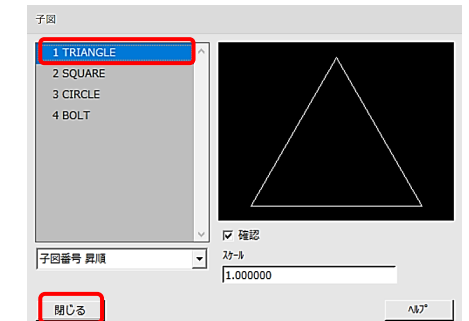 子図
1 TRIANGLE
2 SQUARE
3 CIRCLE
4 BOLT
子図番号 昇順
確認
スケール
1.000000
閉じる
ヘルプ